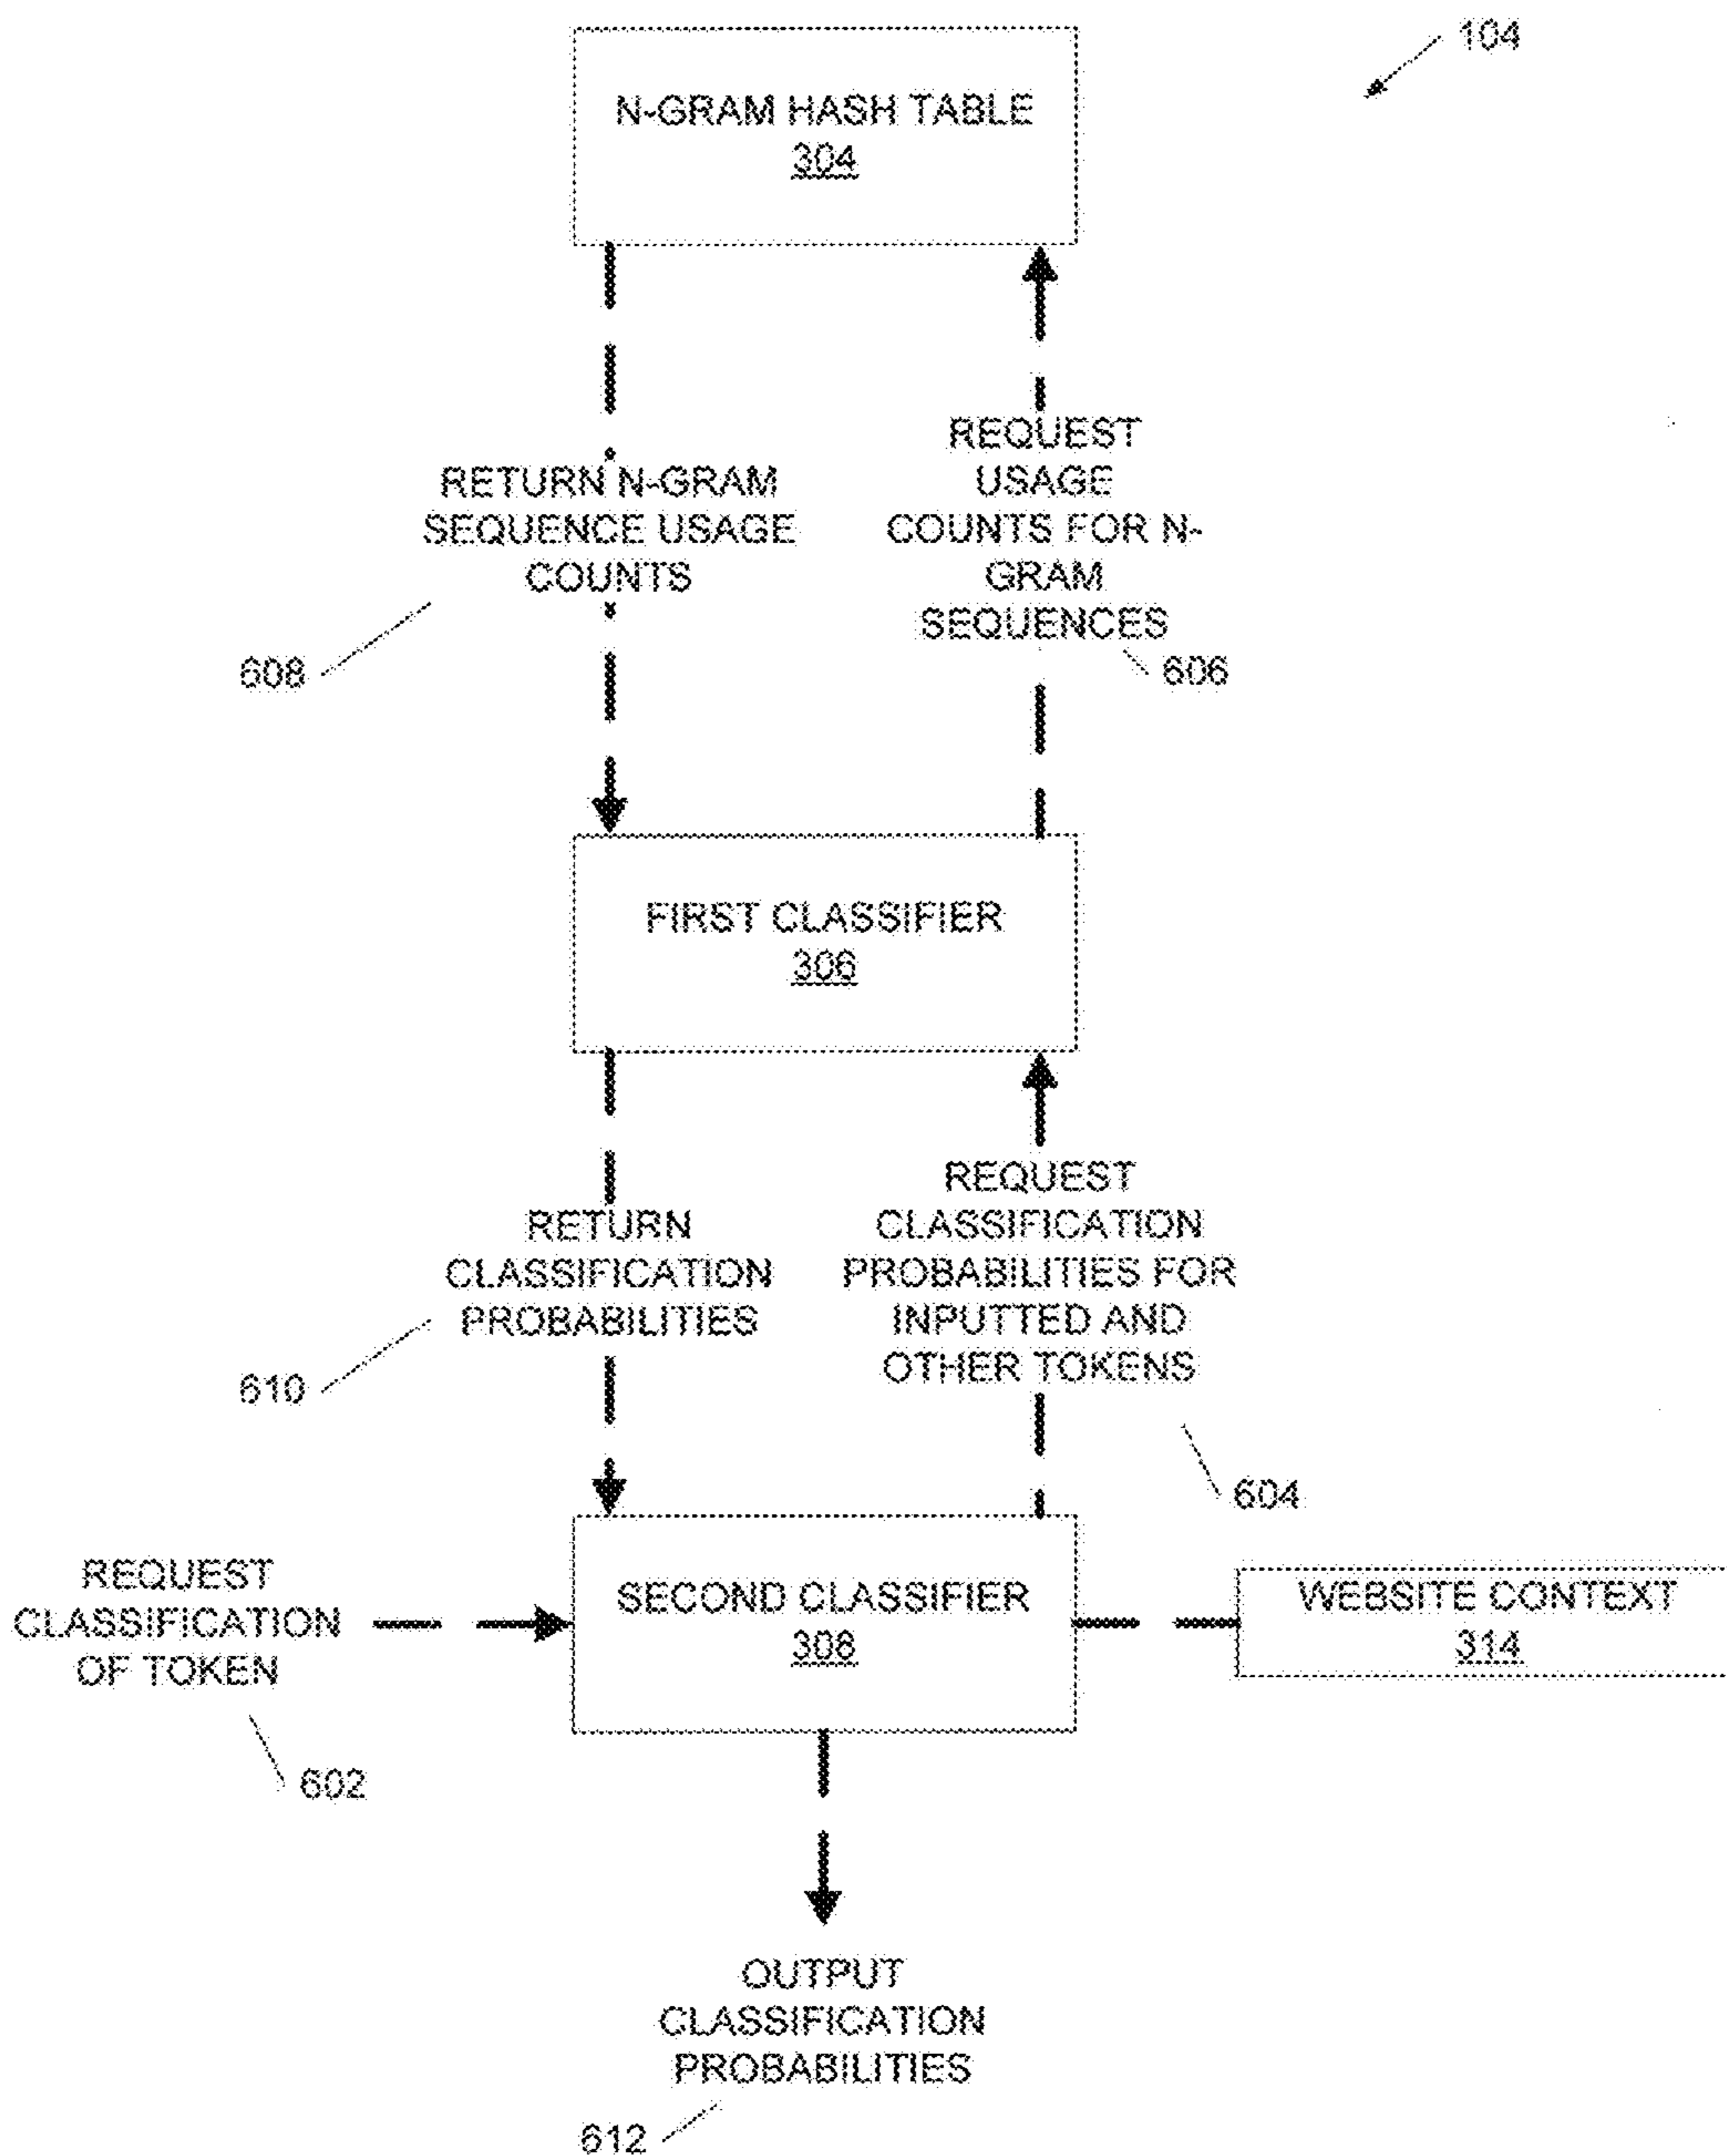 104
N-GRAM HASH TABLE
304
RETURN N-GRAM
SEQUENCE USAGE
COUNTS
608
REQUEST
USAGE
COUNTS FOR N-
GRAM
SEQUENCES
606
FIRST CLASSIFIER
306
RETURN
CLASSIFICATION
PROBABILITIES
610
REQUEST
CLASSIFICATION
PROBABILITIES FOR
INPUTTED AND
OTHER TOKENS
604
REQUEST
CLASSIFICATION
OF TOKEN
602
SECOND CLASSIFIER
308
WEBSITE CONTEXT
314
OUTPUT
CLASSIFICATION
PROBABILITIES
612